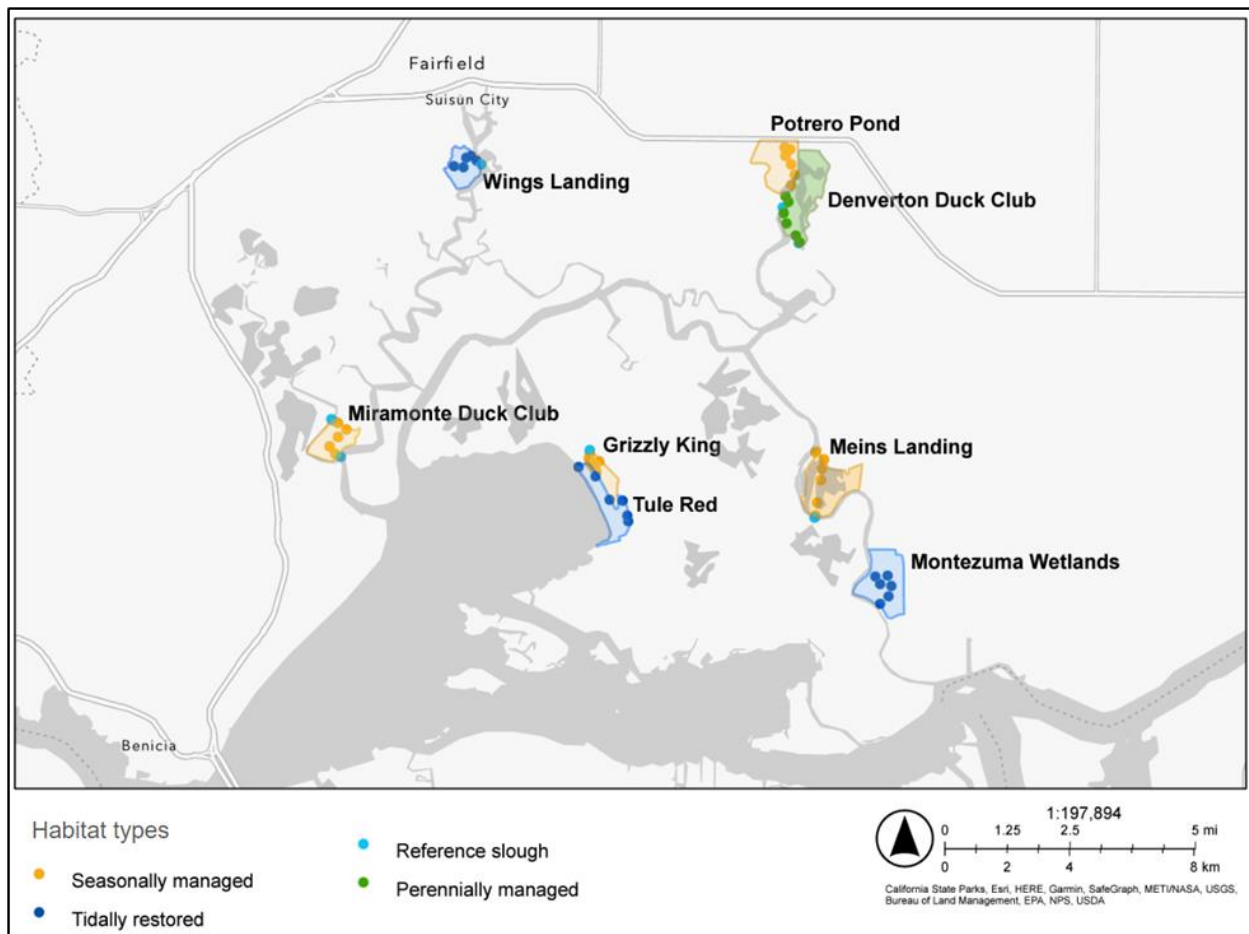 Fairfield
Suisun City
Potrero Pond
Wings Landing
Denverton Duck Club
Miramonte Duck Club
Grizzly King
Meins Landing
Tule Red
Montezuma Wetlands
Benicia
Habitat types
Seasonally managed
Tidally restored
Reference slough
Perennially managed
1:197,894
0 1.25 2.5 5 mi
0 2 4 8 km
California State Parks, Esri, HERE, Garmin, SafeGraph, METI/NASA, USGS,
Bureau of Land Management, EPA, NPS, USDA